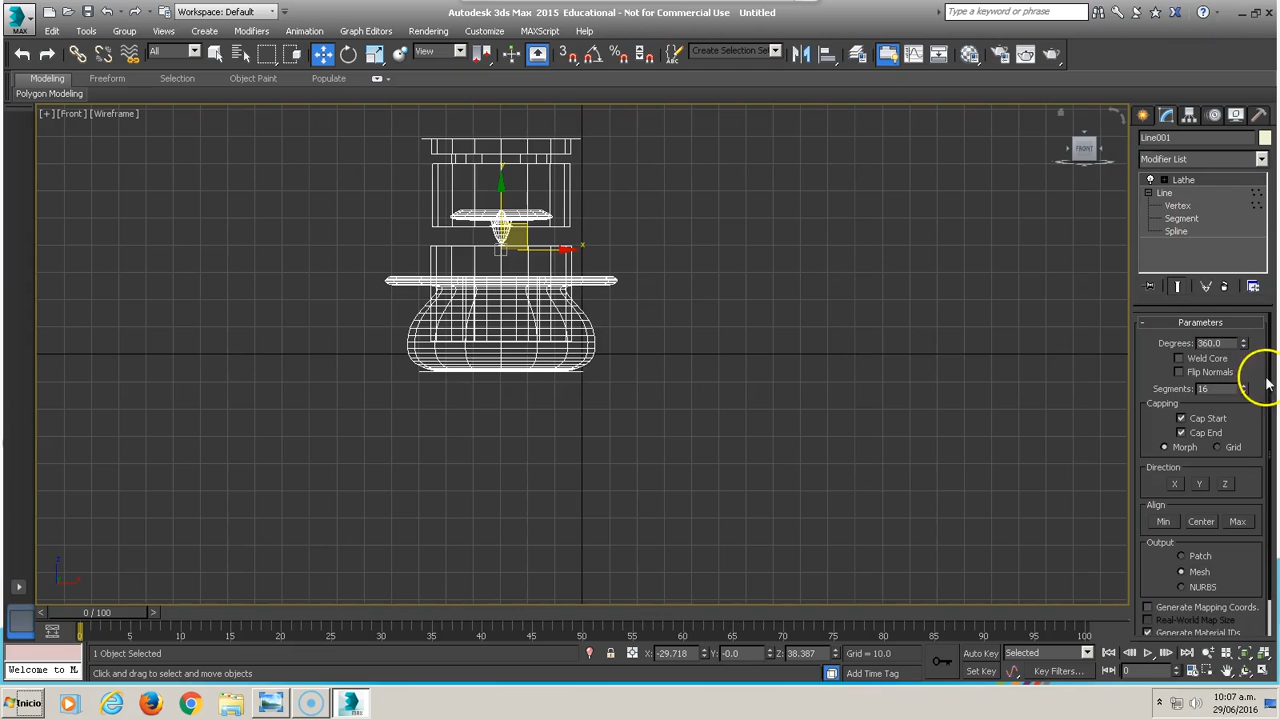 MAX
Workspace: Default
Autodesk 3ds Max 2015 Educational - Not for Commercial Use Untitled
Type a keyword or phrase
Edit Tools Group Views Create Modifiers Animation Graph Editors Rendering Customize MAXScript Help
All View Create Selection Se
Modeling Freeform Selection Object Paint Populate
Polygon Modeling
[+] [Front] [Wireframe]
FRONT
Line001
Modifier List
Lathe
Line
Vertex
Segment
Spline
Parameters
Degrees: 360.0
Weld Core
Flip Normals
Segments: 16
Capping
Cap Start
Cap End
Morph Grid
Direction
X Y Z
Align
Min Center Max
Output
Patch
Mesh
NURBS
Generate Mapping Coords.
Real-World Map Size
Generate Material IDs
x
0 / 100
0 5 10 15 20 25 30 35 40 45 50 55 60 65 70 75 80 85 90 95 100
1 Object Selected X: -29.718 Y: -0.0 Z: 38.387 Grid = 10.0 Auto Key Selected
Welcome to M Click and drag to select and move objects Add Time Tag Set Key Key Filters... 0
Inicio
10:07 a.m.
29/06/2016